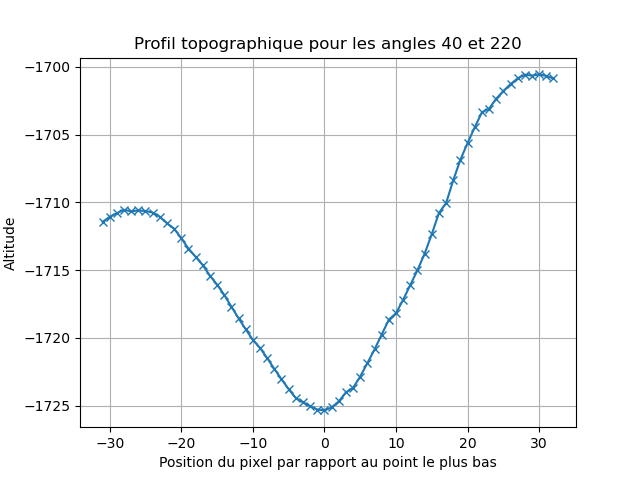 Profil topographique pour les angles 40 et 220
−1700
−1705
−1710
−1715
−1720
−1725
Altitude
−30 −20 −10 0 10 20 30
Position du pixel par rapport au point le plus bas